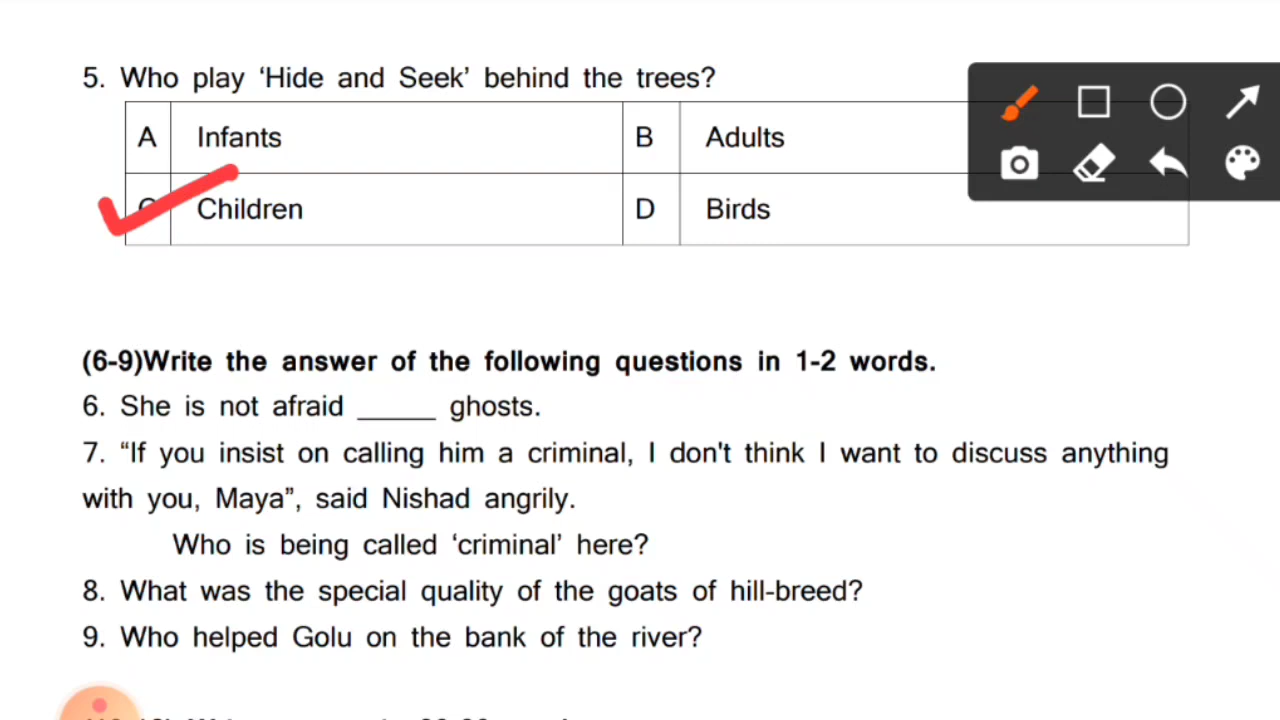 5. Who play ‘Hide and Seek’ behind the trees?
A Infants B Adults
C Children D Birds
(6-9)Write the answer of the following questions in 1-2 words.
6. She is not afraid _____ ghosts.
7. “If you insist on calling him a criminal, I don't think I want to discuss anything
with you, Maya”, said Nishad angrily.
Who is being called ‘criminal’ here?
8. What was the special quality of the goats of hill-breed?
9. Who helped Golu on the bank of the river?